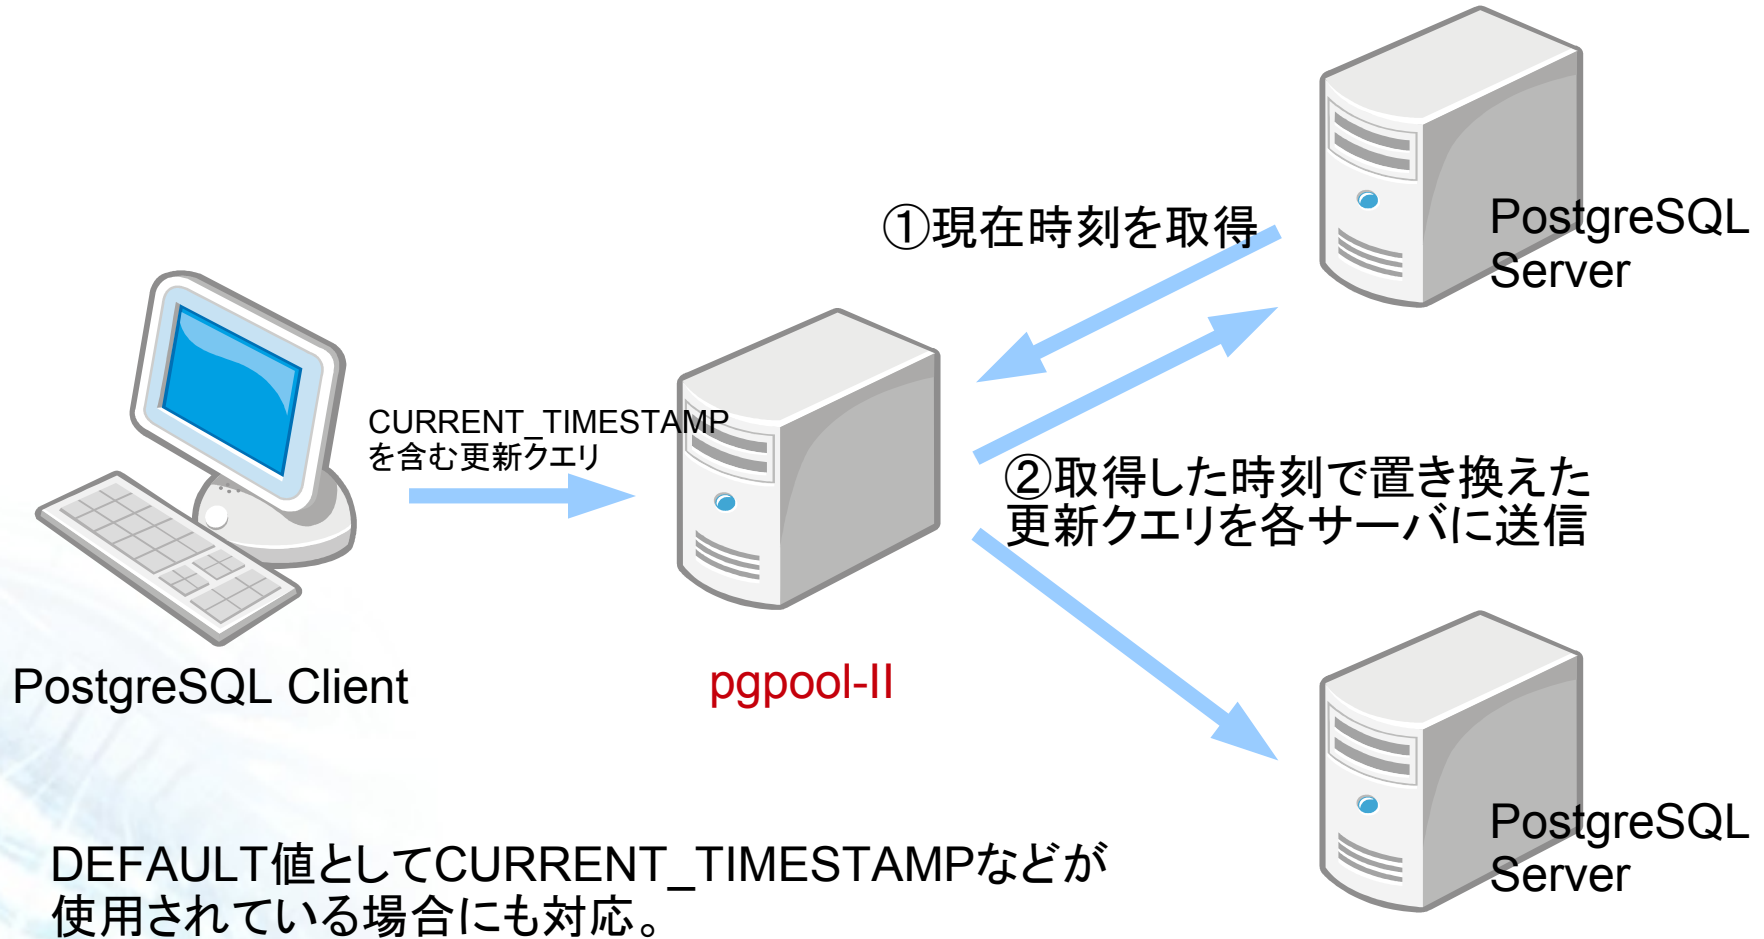 ①現在時刻を取得
PostgreSQL
Server
CURRENT_TIMESTAMP
を含む更新クエリ
②取得した時刻で置き換えた
更新クエリを各サーバに送信
PostgreSQL Client
pgpool-II
PostgreSQL
Server
DEFAULT値としてCURRENT_TIMESTAMPなどが
使用されている場合にも対応。